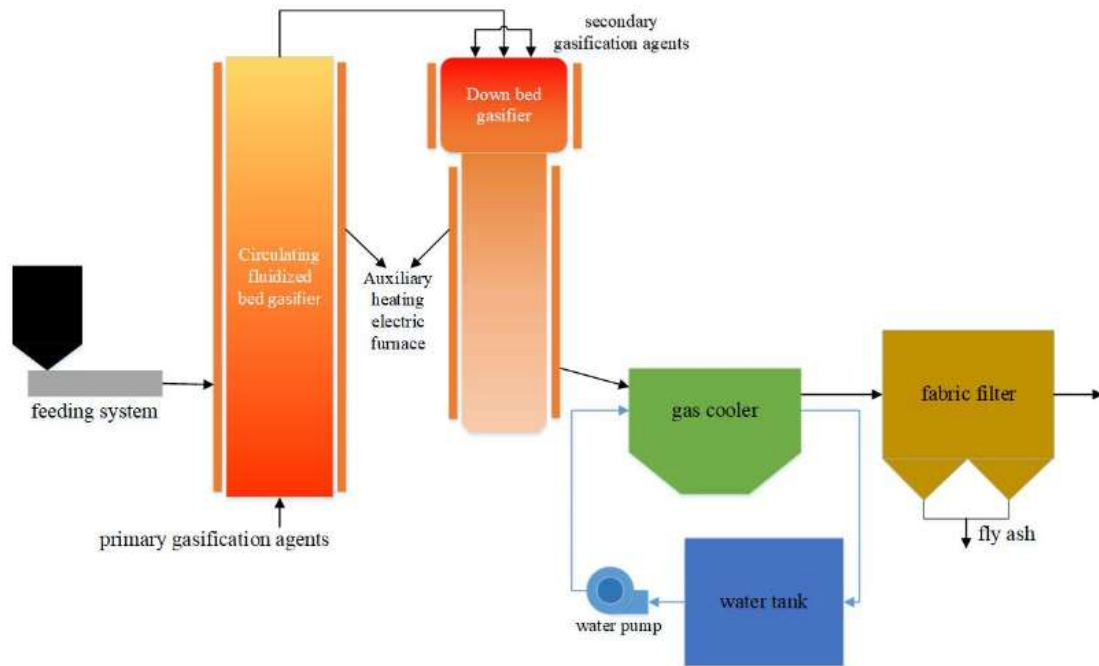 secondary
gasification agents
Down bed
gasifier
Circulating
fluidized
bed gasifier
Auxiliary
heating
electric
furnace
feeding system
primary gasification agents
gas cooler
fabric filter
fly ash
water tank
water pump